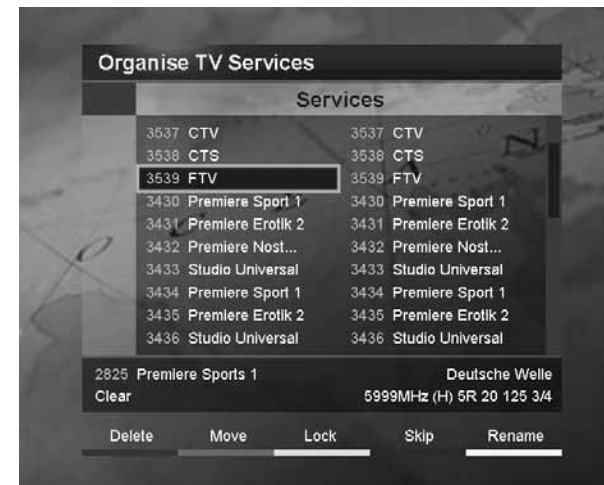 Organise TV Services
Services
3537 CTV 3537 CTV
3538 CTS 3538 CTS
3539 FTV 3539 FTV
3430 Premiere Sport 1 3430 Premiere Sport 1
3431 Premiere Erotik 2 3431 Premiere Erotik 2
3432 Premiere Nost... 3432 Premiere Nost...
3433 Studio Universal 3433 Studio Universal
3434 Premiere Sport 1 3434 Premiere Sport 1
3435 Premiere Erotik 2 3435 Premiere Erotik 2
3436 Studio Universal 3436 Studio Universal
2825 Premiere Sports 1 Deutsche Welle
Clear 5999MHz (H) 5R 20 125 3/4
Delete Move Lock Skip Rename
N